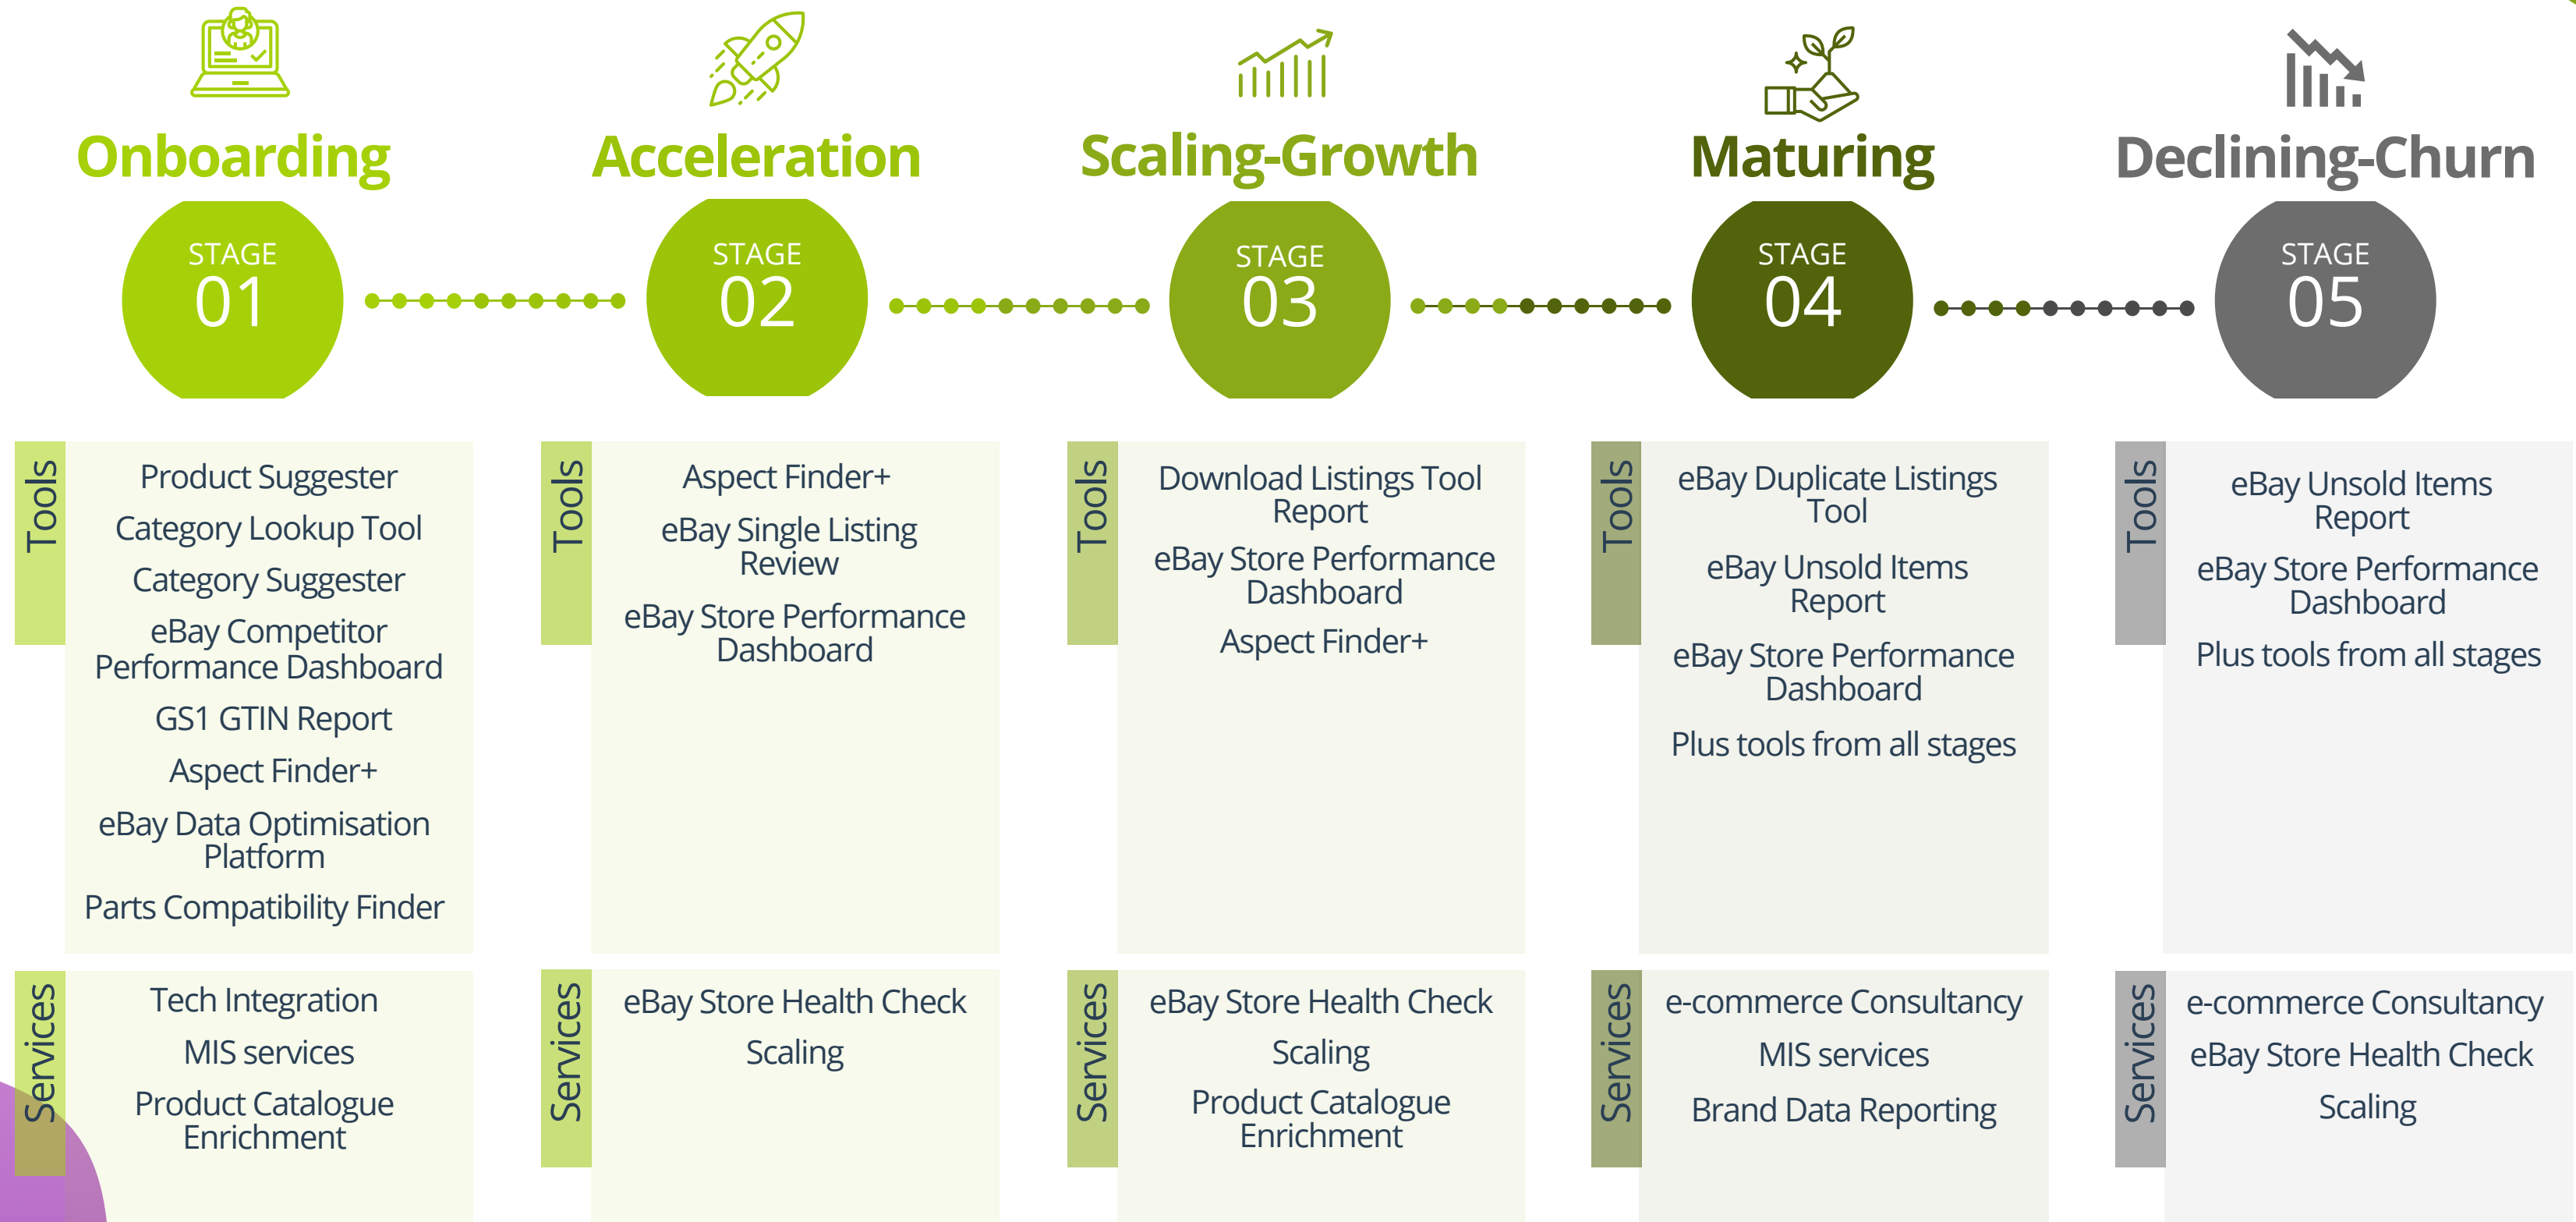 Onboarding
STAGE
01
Tools
Product Suggester
Category Lookup Tool
Category Suggester
eBay Competitor
Performance Dashboard
GS1 GTIN Report
Aspect Finder+
eBay Data Optimisation
Platform
Parts Compatibility Finder
Services
Tech Integration
MIS services
Product Catalogue
Enrichment
Acceleration
STAGE
02
Tools
Aspect Finder+
eBay Single Listing
Review
eBay Store Performance
Dashboard
Services
eBay Store Health Check
Scaling
Scaling-Growth
STAGE
03
Tools
Download Listings Tool
Report
eBay Store Performance
Dashboard
Aspect Finder+
Services
eBay Store Health Check
Scaling
Product Catalogue
Enrichment
Maturing
STAGE
04
Tools
eBay Duplicate Listings
Tool
eBay Unsold Items
Report
eBay Store Performance
Dashboard
Plus tools from all stages
Services
e-commerce Consultancy
MIS services
Brand Data Reporting
Declining-Churn
STAGE
05
Tools
eBay Unsold Items
Report
eBay Store Performance
Dashboard
Plus tools from all stages
Services
e-commerce Consultancy
eBay Store Health Check
Scaling